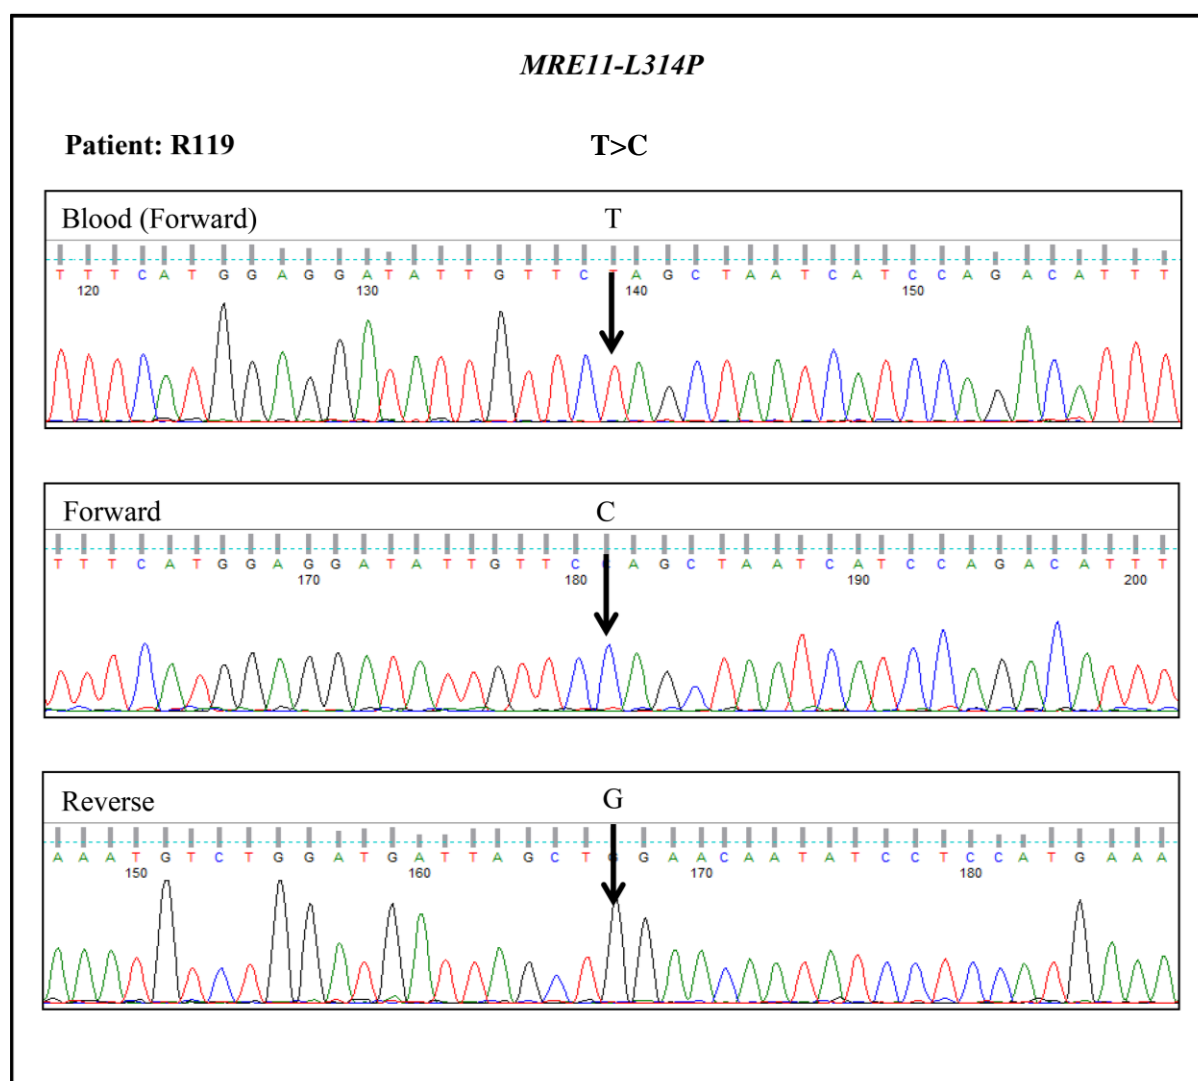 MRE11-L314P
Patient: R119 T>C
Blood (Forward) T
T T T C A T G G A G G A T A T T G T T C T A G C T A A T C A T C C A G A C A T T T
120 130 140 150
Forward C
T T T C A T G G A G G A T A T T G T T C C A G C T A A T C A T C C A G A C A T T T
170 180 190 200
Reverse G
A A A T G T C T G G A T G A T T A G C T G G A A C A A T A T C C T C C A T G A A A
150 160 170 180